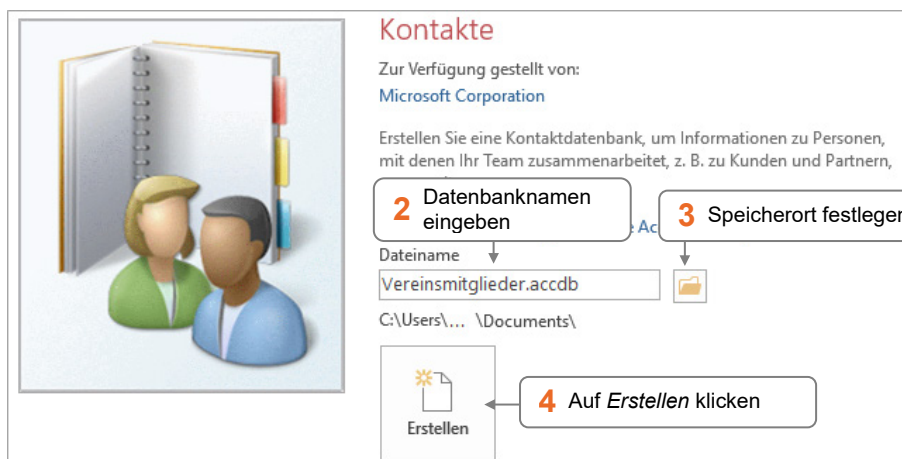 Kontakte
Zur Verfügung gestellt von:
Microsoft Corporation
Erstellen Sie eine Kontaktdatenbank, um Informationen zu Personen,
mit denen Ihr Team zusammenarbeitet, z. B. zu Kunden und Partnern,
2 Datenbanknamen
eingeben
3 Speicherort festlegen
Dateiname
Vereinsmitglieder.accdb
C:\Users\... \Documents\
4 Auf Erstellen klicken
Erstellen